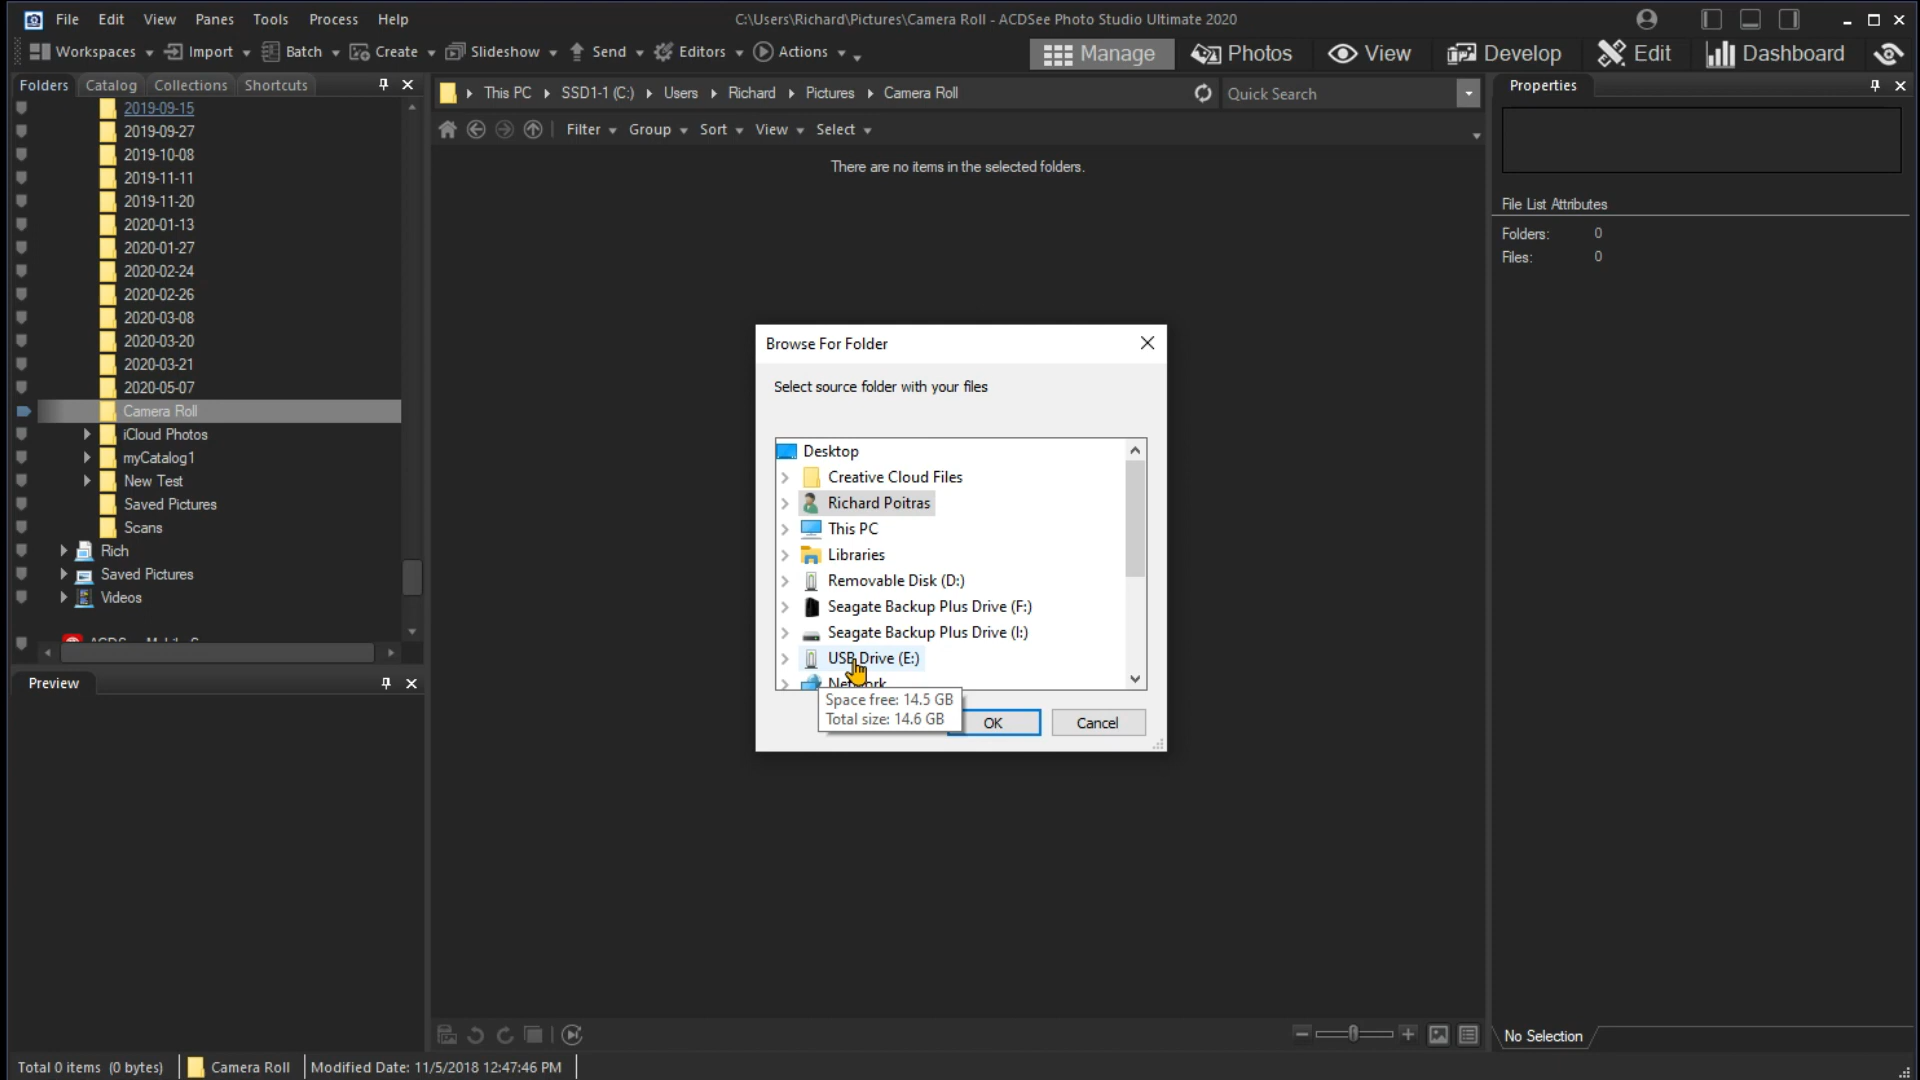 File Edit View Panes Tools Process Help
C:\Users\Richard\Pictures\Camera Roll - ACDSee Photo Studio Ultimate 2020
Workspaces Import Batch Create Slideshow Send Editors Actions
Manage Photos View Develop Edit Dashboard
Folders Catalog Collections Shortcuts
This PC SSD1-1 (C:) Users Richard Pictures Camera Roll
Quick Search
Properties
Filter Group Sort View Select
There are no items in the selected folders.
2019-09-15
2019-09-27
2019-10-08
2019-11-11
2019-11-20
2020-01-13
2020-01-27
2020-02-24
2020-02-26
2020-03-08
2020-03-20
2020-03-21
2020-05-07
Camera Roll
iCloud Photos
myCatalog1
New Test
Saved Pictures
Scans
Rich
Saved Pictures
Videos
Preview
File List Attributes
Folders: 0
Files: 0
Browse For Folder
Select source folder with your files
Desktop
Creative Cloud Files
Richard Poitras
This PC
Libraries
Removable Disk (D:)
Seagate Backup Plus Drive (F:)
Seagate Backup Plus Drive (I:)
USB Drive (E:)
Network
Space free: 14.5 GB
Total size: 14.6 GB
OK
Cancel
No Selection
Total 0 items (0 bytes)
Camera Roll
Modified Date: 11/5/2018 12:47:46 PM